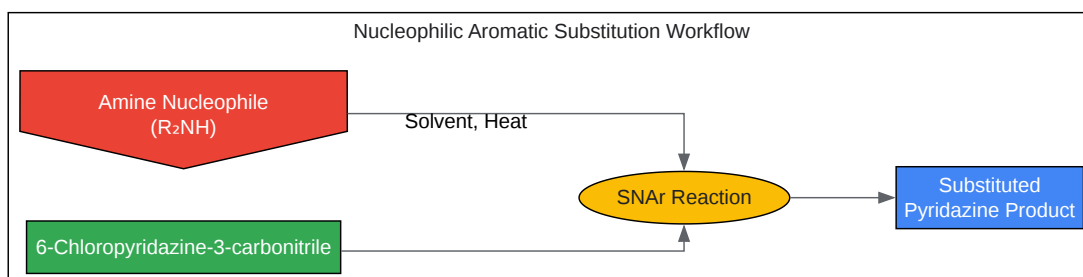 Nucleophilic Aromatic Substitution Workflow
Amine Nucleophile
(R₂NH)
Solvent, Heat
6-Chloropyridazine-3-carbonitrile
SNAr Reaction
Substituted
Pyridazine Product